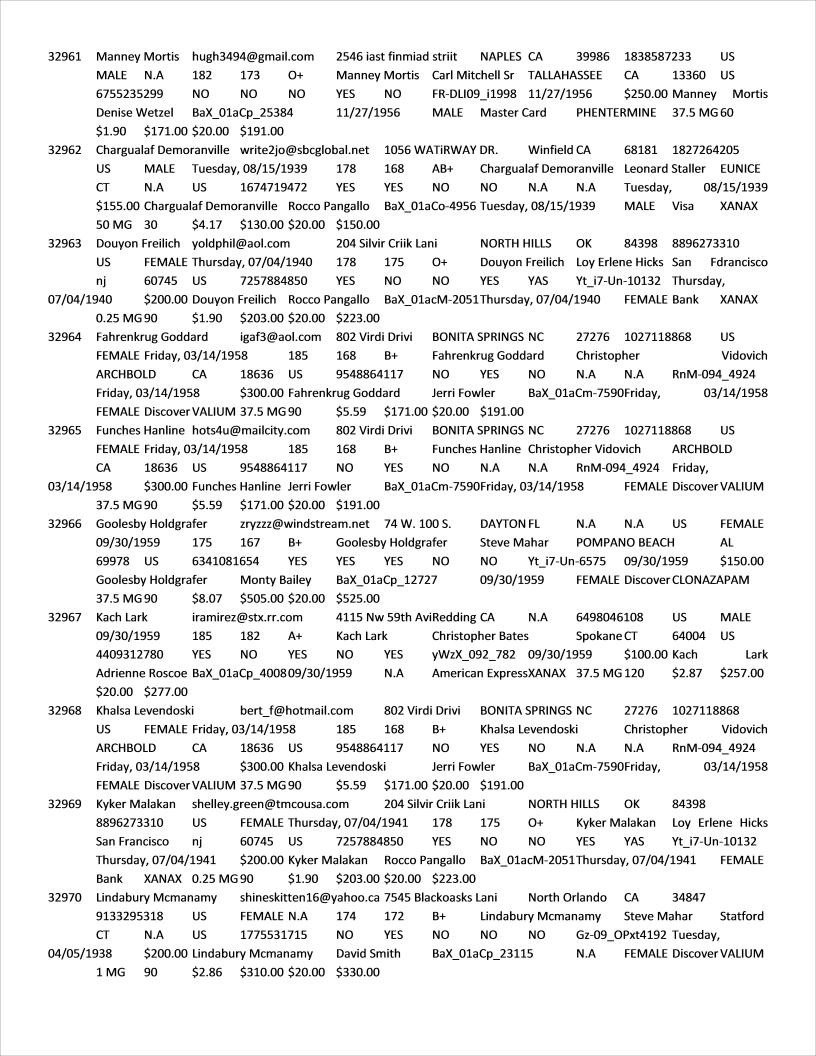 32961 Manney Mortis hugh3494@gmail.com 2546 iast finmiad striit NAPLES CA 39986 1838587233 US
MALE N.A 182 173 O+ Manney Mortis Carl Mitchell Sr TALLAHASSEE CA 13360 US
6755235299 NO NO NO YES NO FR-DLI09_i1998 11/27/1956 $250.00 Manney Mortis
Denise Wetzel BaX_01aCp_25384 11/27/1956 MALE Master Card PHENTERMINE 37.5 MG 60
$1.90 $171.00 $20.00 $191.00
32962 Chargualaf Demoranville write2jo@sbcglobal.net 1056 WATiRWAY DR. Winfield CA 68181 1827264205
US MALE Tuesday, 08/15/1939 178 168 AB+ Chargualaf Demoranville Leonard Staller EUNICE
CT N.A US 1674719472 YES YES NO NO N.A N.A Tuesday, 08/15/1939
$155.00 Chargualaf Demoranville Rocco Pangallo BaX_01aCo-4956 Tuesday, 08/15/1939 MALE Visa XANAX
50 MG 30 $4.17 $130.00 $20.00 $150.00
32963 Douyon Freilich yoldphil@aol.com 204 Silvir Criik Lani NORTH HILLS OK 84398 8896273310
US FEMALE Thursday, 07/04/1940 178 175 O+ Douyon Freilich Loy Erlene Hicks San Fdrancisco
nj 60745 US 7257884850 YES NO NO YES YAS Yt_i7-Un-10132 Thursday,
07/04/1940 $200.00 Douyon Freilich Rocco Pangallo BaX_01acM-2051 Thursday, 07/04/1940 FEMALE Bank XANAX
0.25 MG 90 $1.90 $203.00 $20.00 $223.00
32964 Fahrenkrug Goddard igaf3@aol.com 802 Virdi Drivi BONITA SPRINGS NC 27276 1027118868 US
FEMALE Friday, 03/14/1958 185 168 B+ Fahrenkrug Goddard Christopher Vidovich
ARCHBOLD CA 18636 US 9548864117 NO YES NO N.A N.A RnM-094_4924
Friday, 03/14/1958 $300.00 Fahrenkrug Goddard Jerri Fowler BaX_01aCm-7590 Friday, 03/14/1958
FEMALE Discover VALIUM 37.5 MG 90 $5.59 $171.00 $20.00 $191.00
32965 Funches Hanline hots4u@mailcity.com 802 Virdi Drivi BONITA SPRINGS NC 27276 1027118868 US
FEMALE Friday, 03/14/1958 185 168 B+ Funches Hanline Christopher Vidovich ARCHBOLD
CA 18636 US 9548864117 NO YES NO N.A N.A RnM-094_4924 Friday,
03/14/1958 $300.00 Funches Hanline Jerri Fowler BaX_01aCm-7590 Friday, 03/14/1958 FEMALE Discover VALIUM
37.5 MG 90 $5.59 $171.00 $20.00 $191.00
32966 Goolesby Holdgrafer zryzzz@windstream.net 74 W. 100 S. DAYTON FL N.A N.A US FEMALE
09/30/1959 175 167 B+ Goolesby Holdgrafer Steve Mahar POMPANO BEACH AL
69978 US 6341081654 YES YES YES NO NO Yt_i7-Un-6575 09/30/1959 $150.00
Goolesby Holdgrafer Monty Bailey BaX_01aCp_12727 09/30/1959 FEMALE Discover CLONAZAPAM
37.5 MG 90 $8.07 $505.00 $20.00 $525.00
32967 Kach Lark iramirez@stx.rr.com 4115 Nw 59th Avi Redding CA N.A 6498046108 US MALE
09/30/1959 185 182 A+ Kach Lark Christopher Bates Spokane CT 64004 US
4409312780 YES NO YES NO YES yWzX_092_782 09/30/1959 $100.00 Kach Lark
Adrienne Roscoe BaX_01aCp_4008 09/30/1959 N.A American Express XANAX 37.5 MG 120 $2.87 $257.00
$20.00 $277.00
32968 Khalsa Levendoski bert_f@hotmail.com 802 Virdi Drivi BONITA SPRINGS NC 27276 1027118868
US FEMALE Friday, 03/14/1958 185 168 B+ Khalsa Levendoski Christopher Vidovich
ARCHBOLD CA 18636 US 9548864117 NO YES NO N.A N.A RnM-094_4924
Friday, 03/14/1958 $300.00 Khalsa Levendoski Jerri Fowler BaX_01aCm-7590 Friday, 03/14/1958
FEMALE Discover VALIUM 37.5 MG 90 $5.59 $171.00 $20.00 $191.00
32969 Kyker Malakan shelley.green@tmcousa.com 204 Silvir Criik Lani NORTH HILLS OK 84398
8896273310 US FEMALE Thursday, 07/04/1941 178 175 O+ Kyker Malakan Loy Erlene Hicks
San Francisco nj 60745 US 7257884850 YES NO NO YES YAS Yt_i7-Un-10132
Thursday, 07/04/1941 $200.00 Kyker Malakan Rocco Pangallo BaX_01acM-2051 Thursday, 07/04/1941 FEMALE
Bank XANAX 0.25 MG 90 $1.90 $203.00 $20.00 $223.00
32970 Lindabury Mcmanamy shineskitten16@yahoo.ca 7545 Blackoasks Lani North Orlando CA 34847
9133295318 US FEMALE N.A 174 172 B+ Lindabury Mcmanamy Steve Mahar Statford
CT N.A US 1775531715 NO YES NO NO NO Gz-09_OPxt4192 Tuesday,
04/05/1938 $200.00 Lindabury Mcmanamy David Smith BaX_01aCp_23115 N.A FEMALE Discover VALIUM
1 MG 90 $2.86 $310.00 $20.00 $330.00